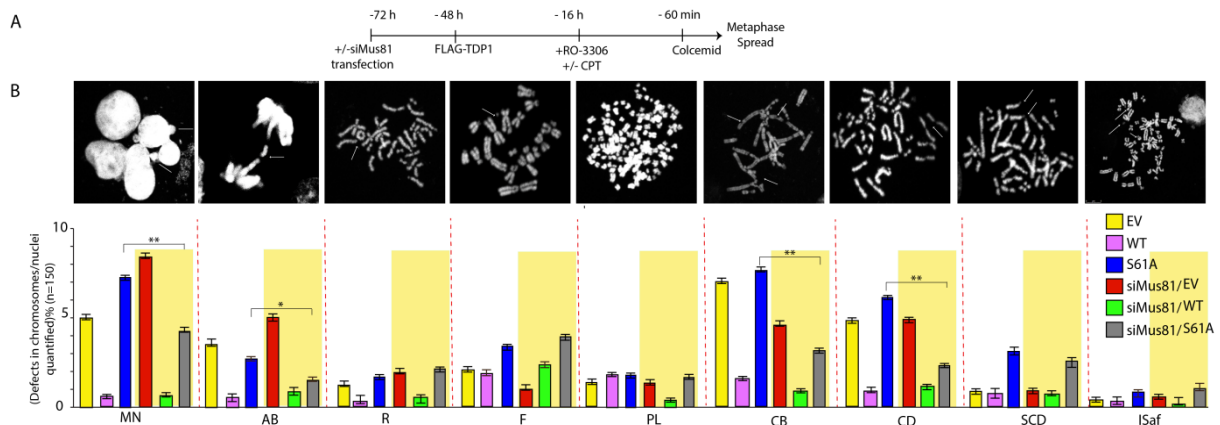 A
- 72 h
- 48 h
- 16 h
- 60 min
Metaphase
Spread
+/-siMus81
transfection
FLAG-TDP1
+RO-3306
+/- CPT
Colcemid
B
(Defects in chromosomes/nuclei
quantified)% (n=150)
10
5
0
**
*
**
**
EV
WT
S61A
siMus81/EV
siMus81/WT
siMus81/S61A
MN
AB
R
F
PL
CB
CD
SCD
ISaf